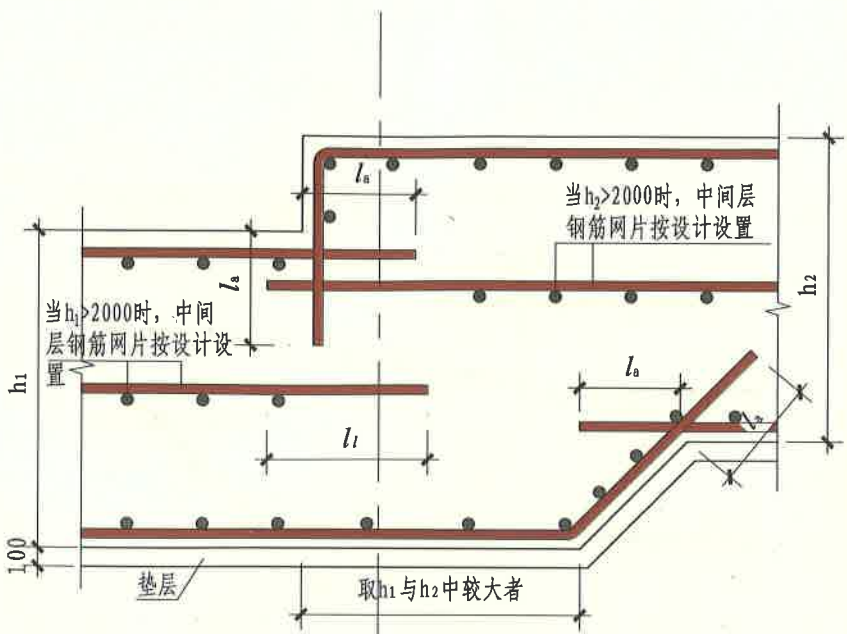 la
当h₂>2000时，中间层
钢筋网片按设计设置
la
h₂
当h₁>2000时，中间
层钢筋网片按设计设
置
h₁
la
la
ll
100
垫层
取h₁与h₂中较大者